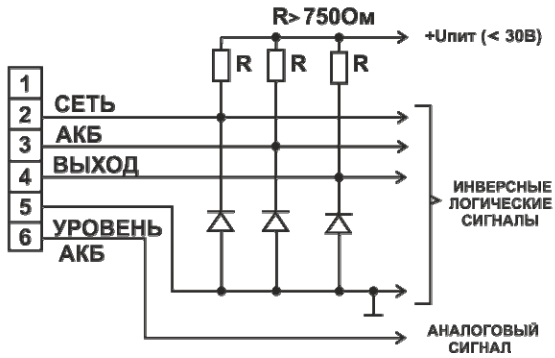 R>750Ом
+Uпит (< 30В)
R R R
1
2 СЕТЬ
3 АКБ
4 ВЫХОД
5
6 УРОВЕНЬ
АКБ
ИНВЕРСНЫЕ
ЛОГИЧЕСКИЕ
СИГНАЛЫ
АНАЛОГОВЫЙ
СИГНАЛ